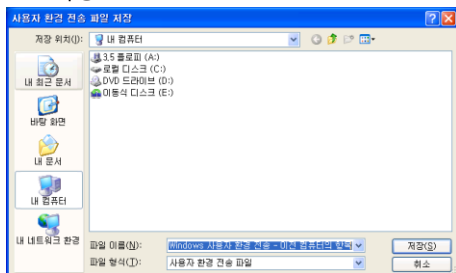 사용자 환경 전송 파일 저장
저장 위치(I):
내 컴퓨터
3,5 플로피 (A:)
로컬 디스크 (C:)
DVD 드라이브 (D:)
이동식 디스크 (E:)
내 최근 문서
바탕 화면
내 문서
내 컴퓨터
내 네트워크 환경
파일 이름(N):
Windows 사용자 환경 전송 - 이전 컴퓨터의 항목
저장(S)
파일 형식(T):
사용자 환경 전송 파일
취소